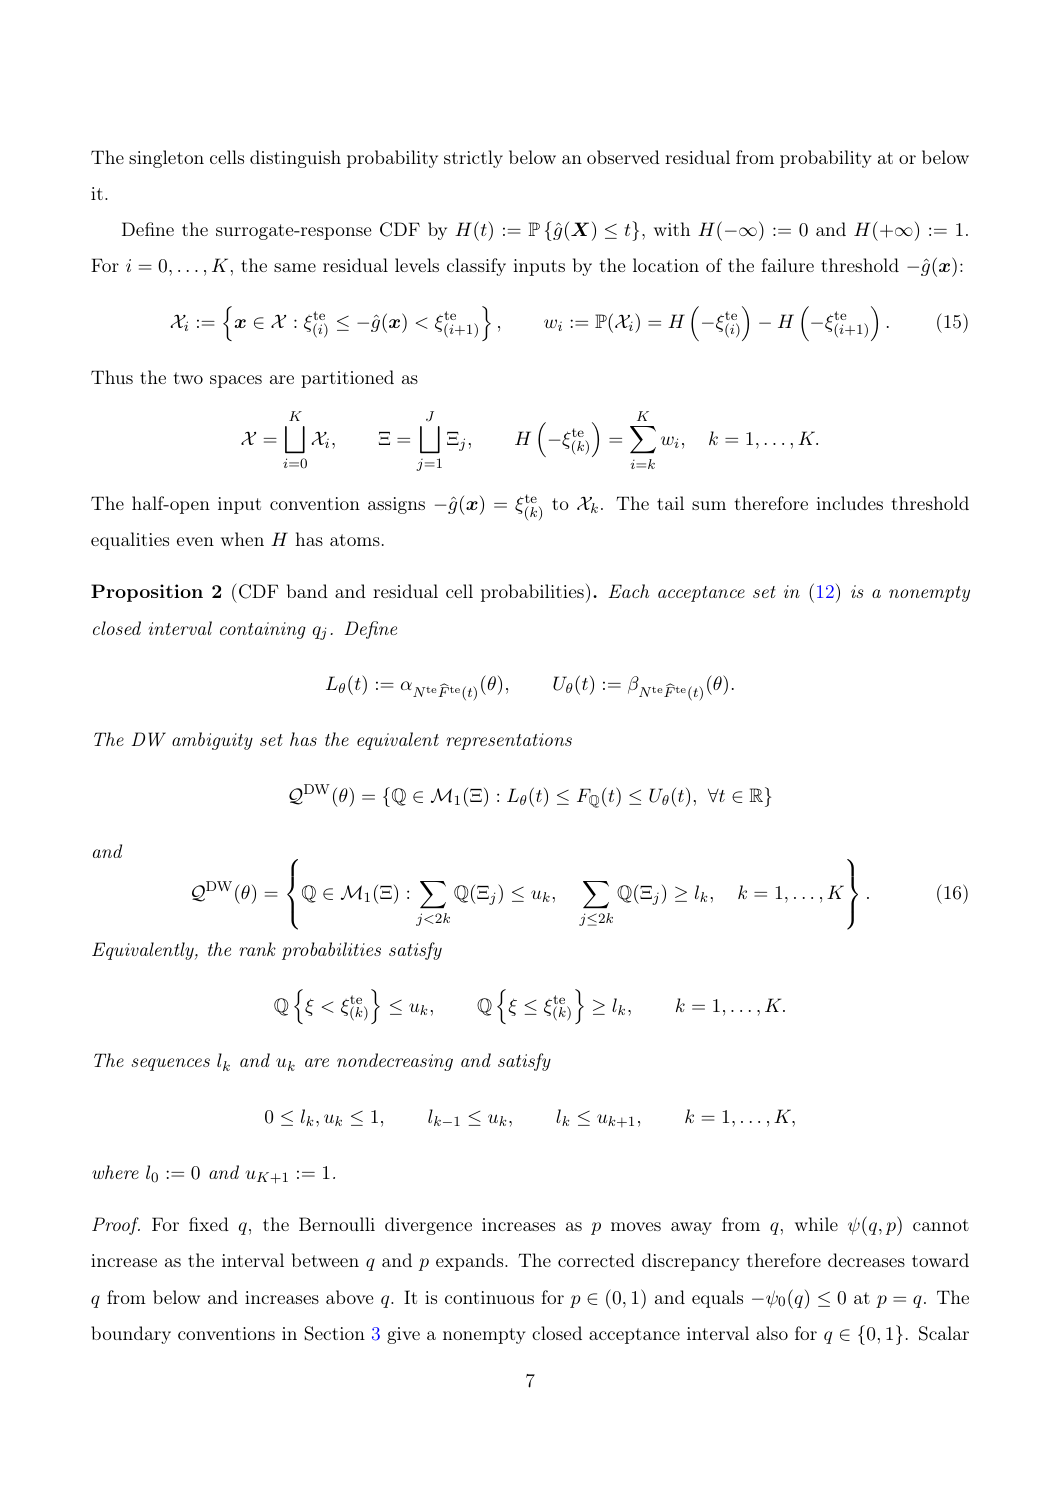 The singleton cells distinguish probability strictly below an observed residual from probability at or below
it.
Define the surrogate-response CDF by H(t) := ℙ {ĝ(𝑿) ≤ t}, with H(−∞) := 0 and H(+∞) := 1.
For i = 0, . . . , K, the same residual levels classify inputs by the location of the failure threshold −ĝ(𝒙):
𝒳_i := {𝒙 ∈ 𝒳 : ξ^te_(i) ≤ −ĝ(𝒙) < ξ^te_(i+1)}, w_i := ℙ(𝒳_i) = H(−ξ^te_(i)) − H(−ξ^te_(i+1)). (15)
Thus the two spaces are partitioned as
𝒳 = ⨆_{i=0}^{K} 𝒳_i, Ξ = ⨆_{j=1}^{J} Ξ_j, H(−ξ^te_(k)) = ∑_{i=k}^{K} w_i, k = 1, . . . , K.
The half-open input convention assigns −ĝ(𝒙) = ξ^te_(k) to 𝒳_k. The tail sum therefore includes threshold
equalities even when H has atoms.
Proposition 2 (CDF band and residual cell probabilities). Each acceptance set in (12) is a nonempty
closed interval containing q_j. Define
L_θ(t) := α_{N^te F̂^te(t)}(θ), U_θ(t) := β_{N^te F̂^te(t)}(θ).
The DW ambiguity set has the equivalent representations
𝒬^DW(θ) = {ℚ ∈ ℳ_1(Ξ) : L_θ(t) ≤ F_ℚ(t) ≤ U_θ(t), ∀t ∈ ℝ}
and
𝒬^DW(θ) = {ℚ ∈ ℳ_1(Ξ) : ∑_{j<2k} ℚ(Ξ_j) ≤ u_k, ∑_{j≤2k} ℚ(Ξ_j) ≥ l_k, k = 1, . . . , K}. (16)
Equivalently, the rank probabilities satisfy
ℚ{ξ < ξ^te_(k)} ≤ u_k, ℚ{ξ ≤ ξ^te_(k)} ≥ l_k, k = 1, . . . , K.
The sequences l_k and u_k are nondecreasing and satisfy
0 ≤ l_k, u_k ≤ 1, l_{k−1} ≤ u_k, l_k ≤ u_{k+1}, k = 1, . . . , K,
where l_0 := 0 and u_{K+1} := 1.
Proof. For fixed q, the Bernoulli divergence increases as p moves away from q, while ψ(q, p) cannot
increase as the interval between q and p expands. The corrected discrepancy therefore decreases toward
q from below and increases above q. It is continuous for p ∈ (0, 1) and equals −ψ_0(q) ≤ 0 at p = q. The
boundary conventions in Section 3 give a nonempty closed acceptance interval also for q ∈ {0, 1}. Scalar
7